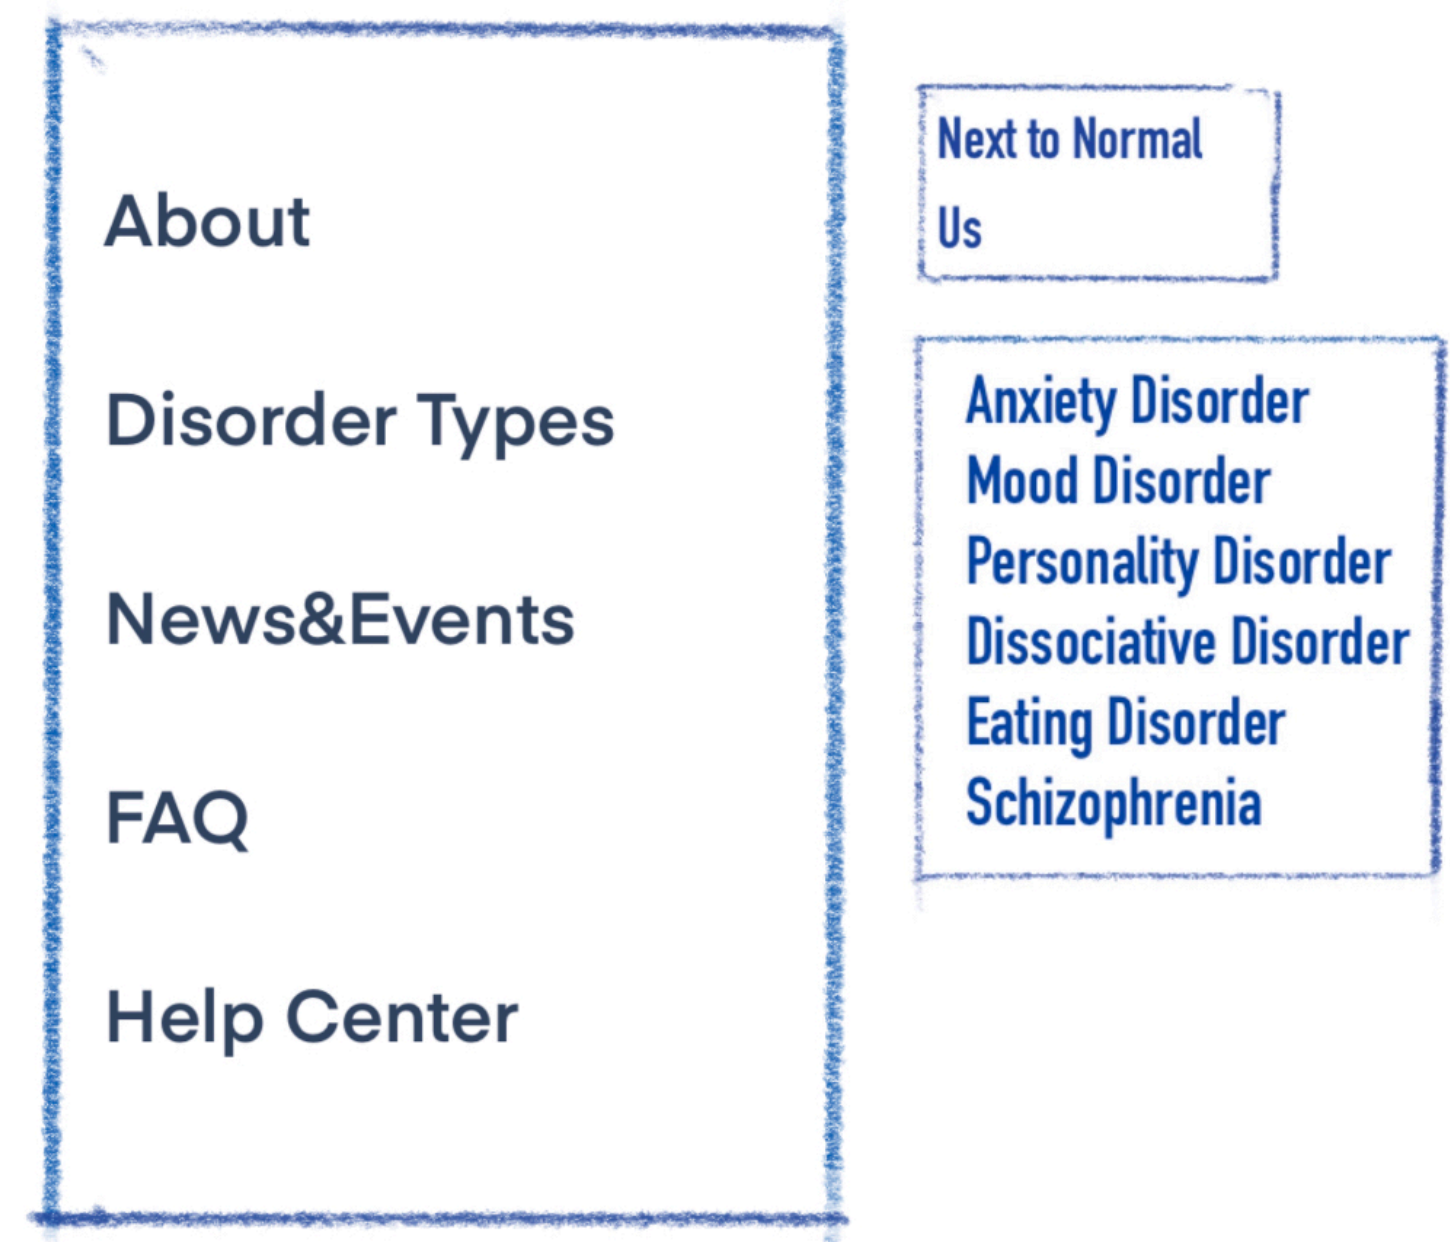 About
Disorder Types
News&Events
FAQ
Help Center
Next to Normal
Us
Anxiety Disorder
Mood Disorder
Personality Disorder
Dissociative Disorder
Eating Disorder
Schizophrenia